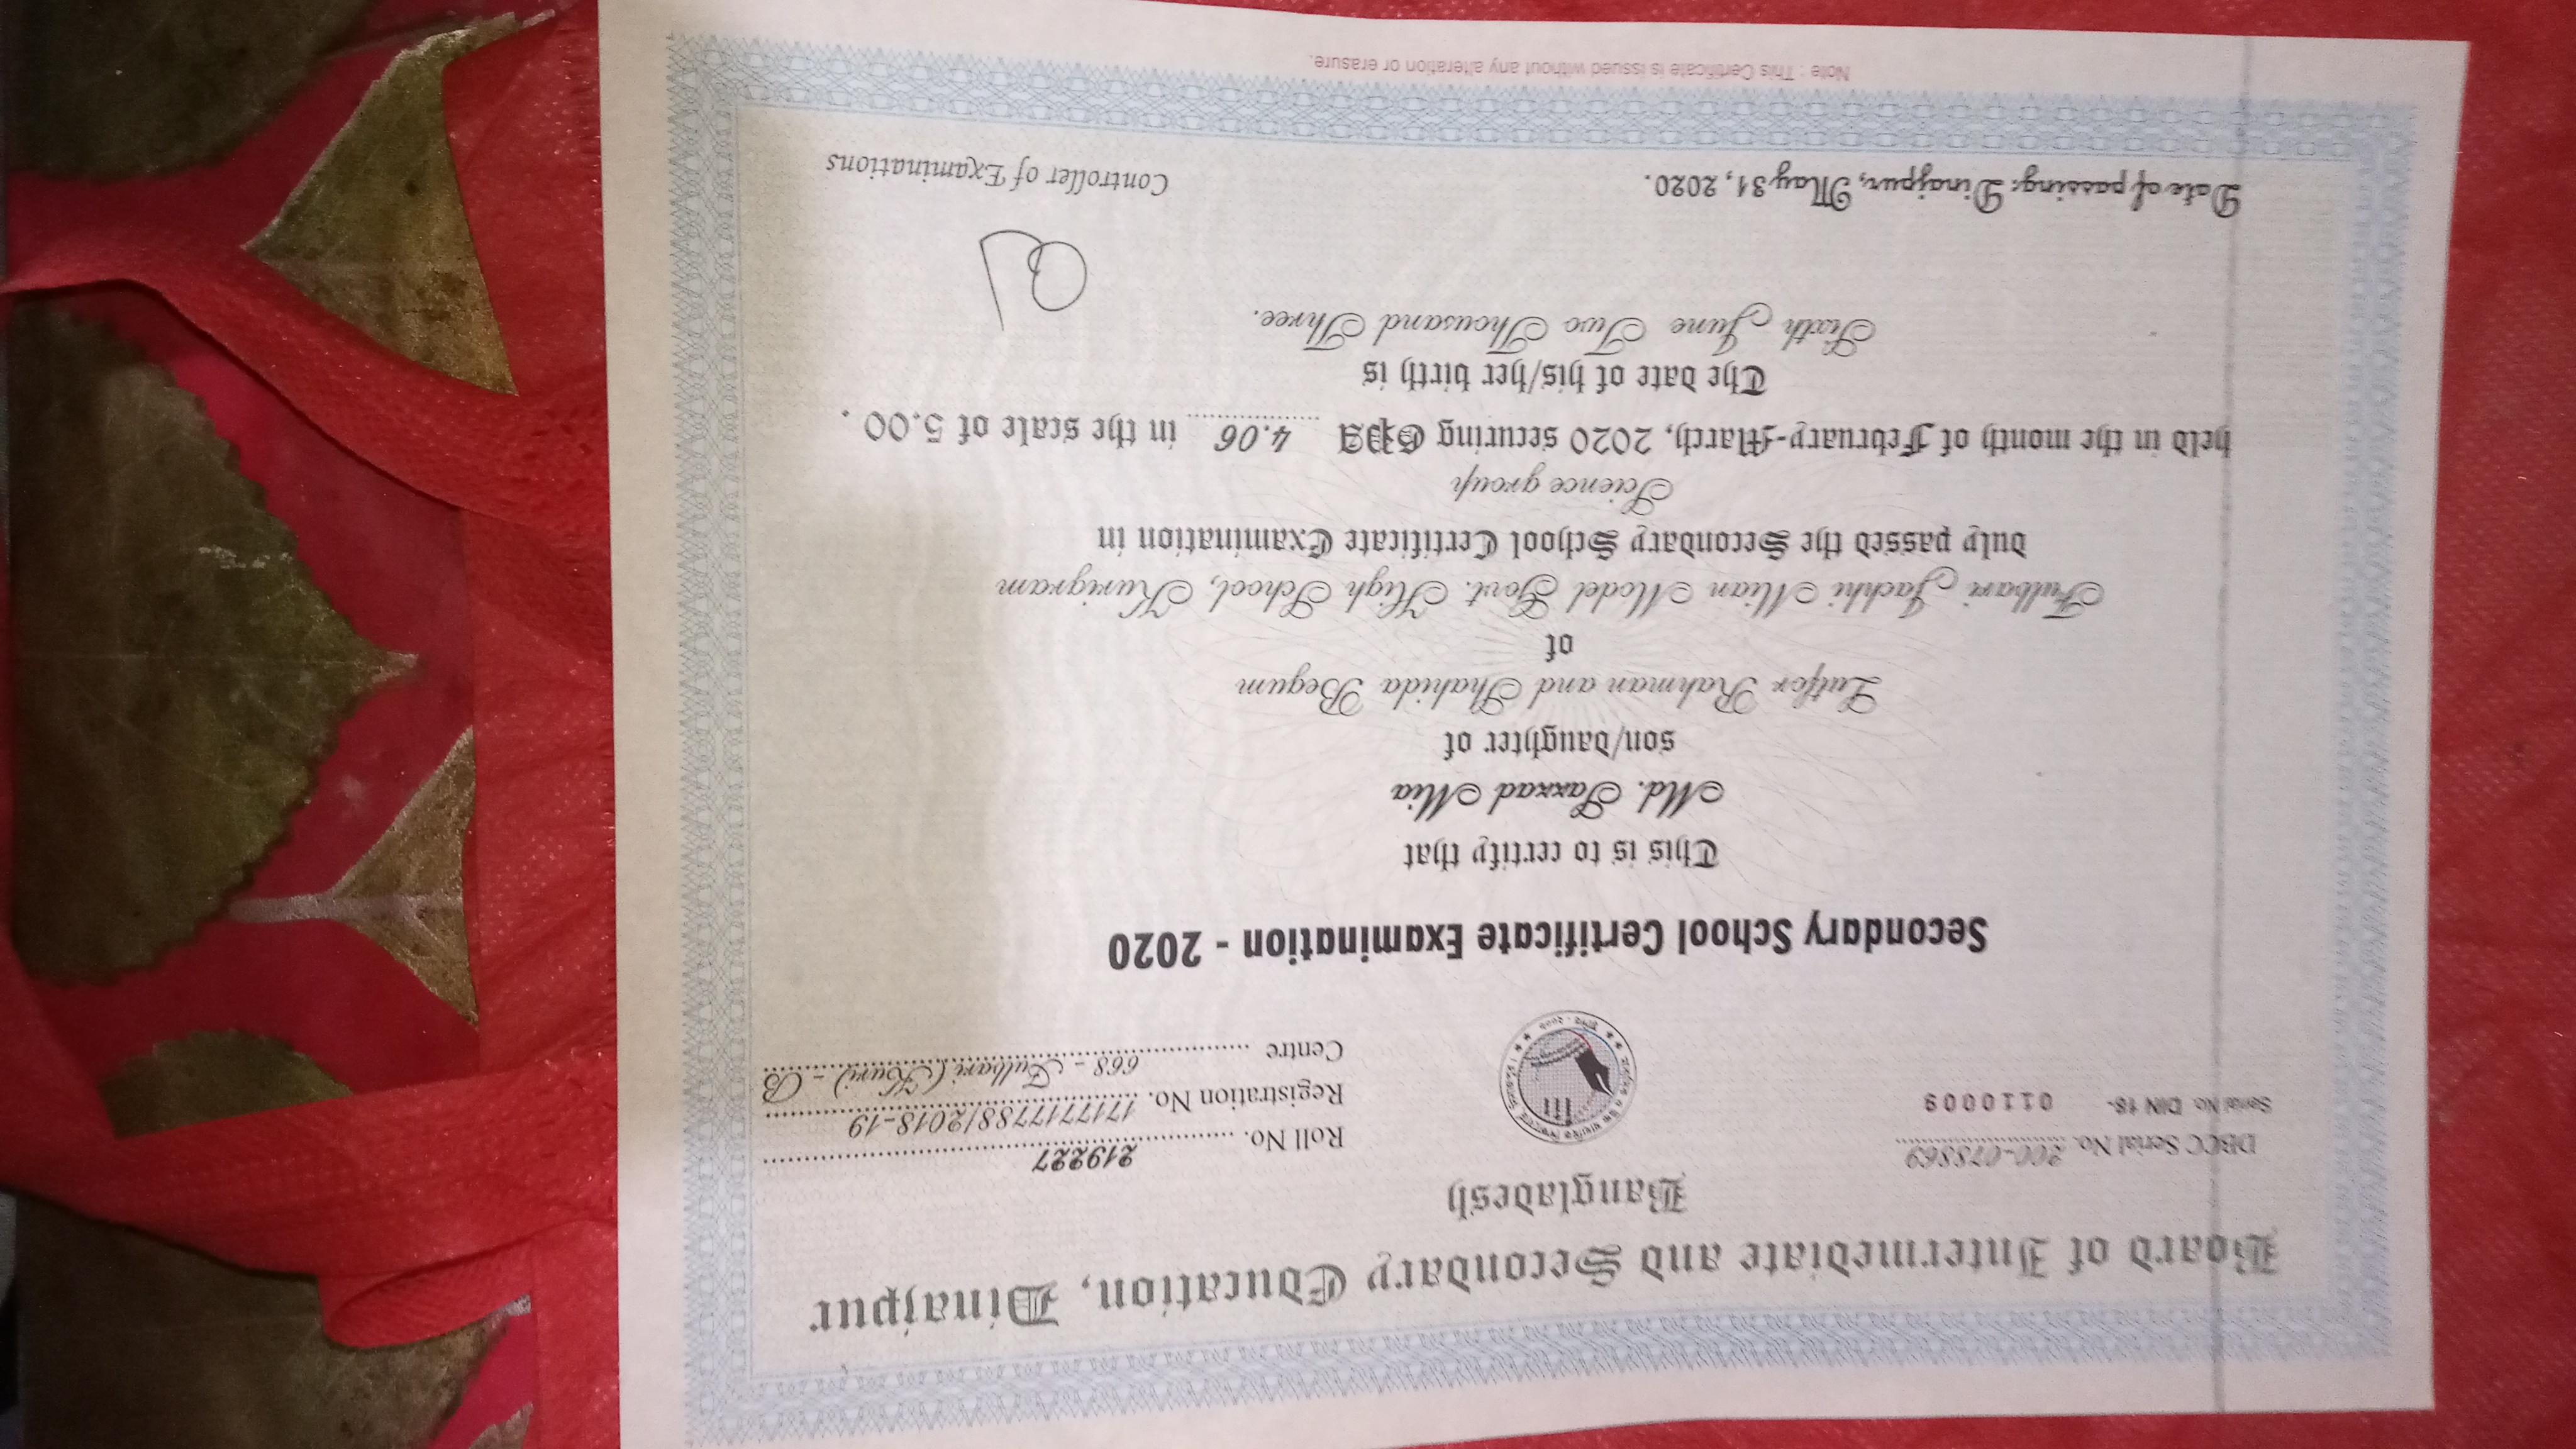 Board of Intermediate and Secondary Education, Dinajpur
Bangladesh
DBCC Serial No. 200-078869
Serial No. DIN 18- 0110009
Roll No. 219227
Registration No. 1717177788/2018-19
Centre 668 - Fulbari (Kuri) - B
Secondary School Certificate Examination - 2020
This is to certify that
Md. Sazzad Mia
son/daughter of
Lutfor Rahman and Shahida Begum
of
Fulbari Jachhi Mian Model Govt. High School, Kurigram
duly passed the Secondary School Certificate Examination in
Science group
held in the month of February-March, 2020 securing GPA 4.06 in the scale of 5.00.
The date of his/her birth is
Sixth June Two Thousand Three.
Date of passing: Dinajpur, May 31, 2020.
Controller of Examinations
Note : This Certificate is issued without any alteration or erasure.